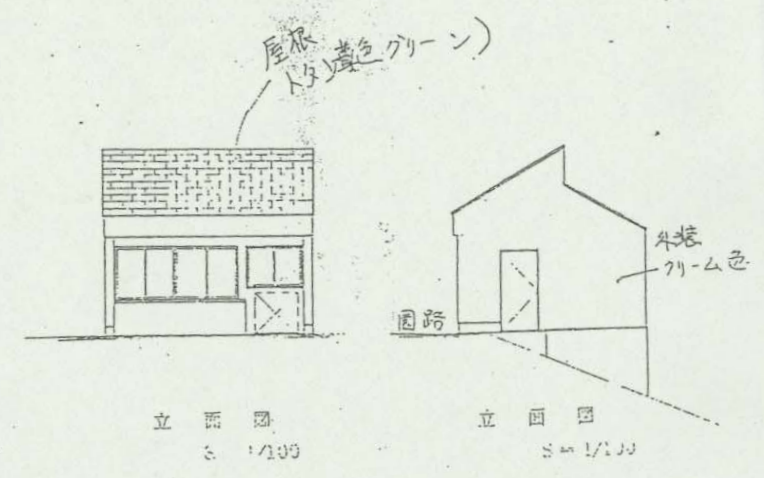 屋根
トタン葺色グリーン)
外装
クリーム色
園路
立面図
S 1/100
立面図
S = 1/100